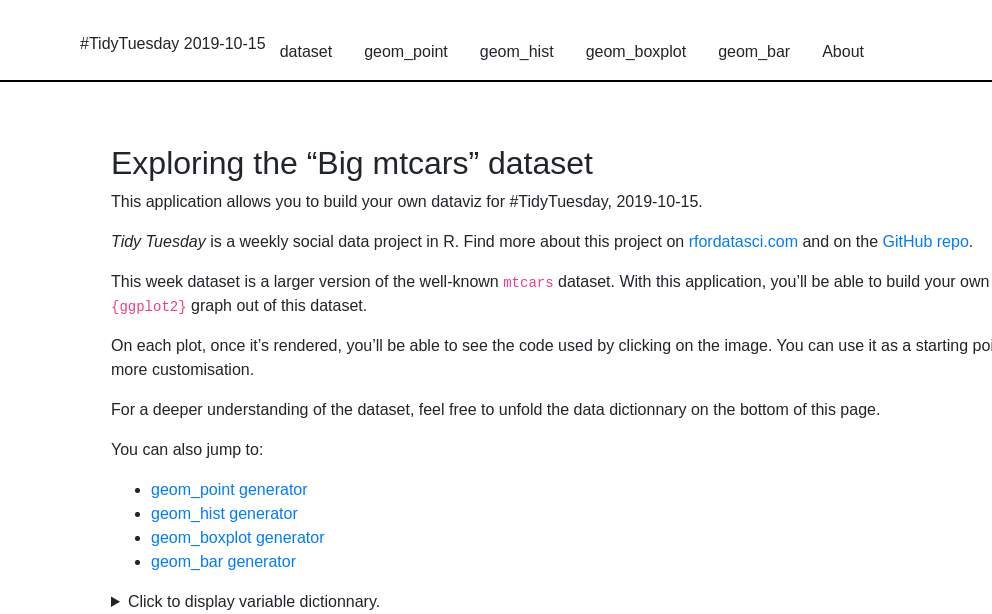 #TidyTuesday 2019-10-15 dataset geom_point geom_hist geom_boxplot geom_bar About
Exploring the “Big mtcars” dataset
This application allows you to build your own dataviz for #TidyTuesday, 2019-10-15.
Tidy Tuesday is a weekly social data project in R. Find more about this project on rfordatasci.com and on the GitHub repo.
This week dataset is a larger version of the well-known mtcars dataset. With this application, you’ll be able to build your own
{ggplot2} graph out of this dataset.
On each plot, once it’s rendered, you’ll be able to see the code used by clicking on the image. You can use it as a starting
more customisation.
For a deeper understanding of the dataset, feel free to unfold the data dictionnary on the bottom of this page.
You can also jump to:
geom_point generator
geom_hist generator
geom_boxplot generator
geom_bar generator
Click to display variable dictionnary.